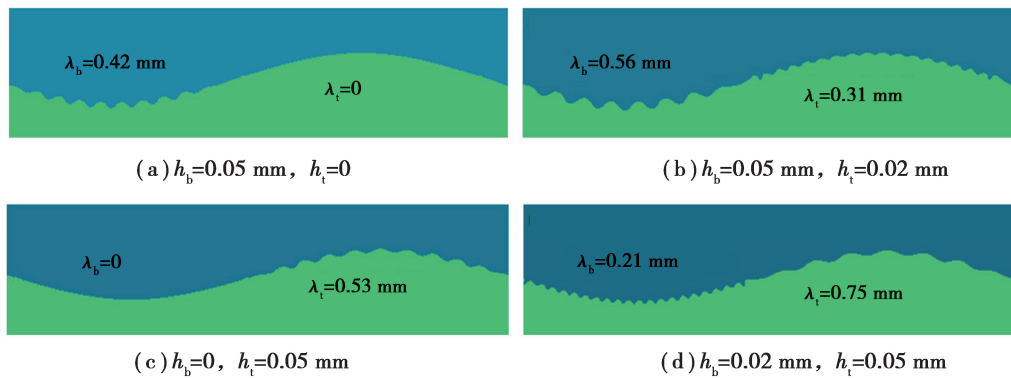 λb=0.42 mm
λt=0
(a)hb=0.05 mm，ht=0
λb=0.56 mm
λt=0.31 mm
(b)hb=0.05 mm，ht=0.02 mm
λb=0
λt=0.53 mm
(c)hb=0，ht=0.05 mm
λb=0.21 mm
λt=0.75 mm
(d)hb=0.02 mm，ht=0.05 mm